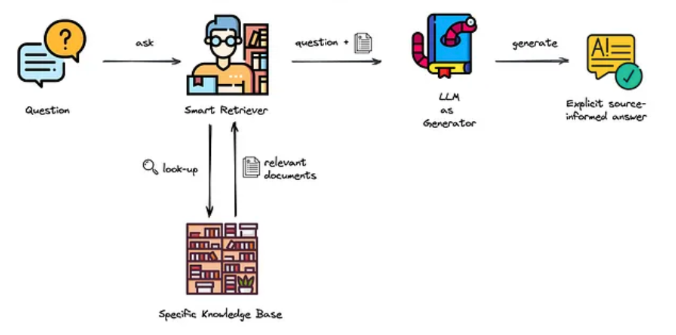 ?
ask
question +
A!
generate
Question
Smart Retriever
LLM
as
Generator
Explicit source-
informed answer
look-up
relevant
documents
Specific Knowledge Base